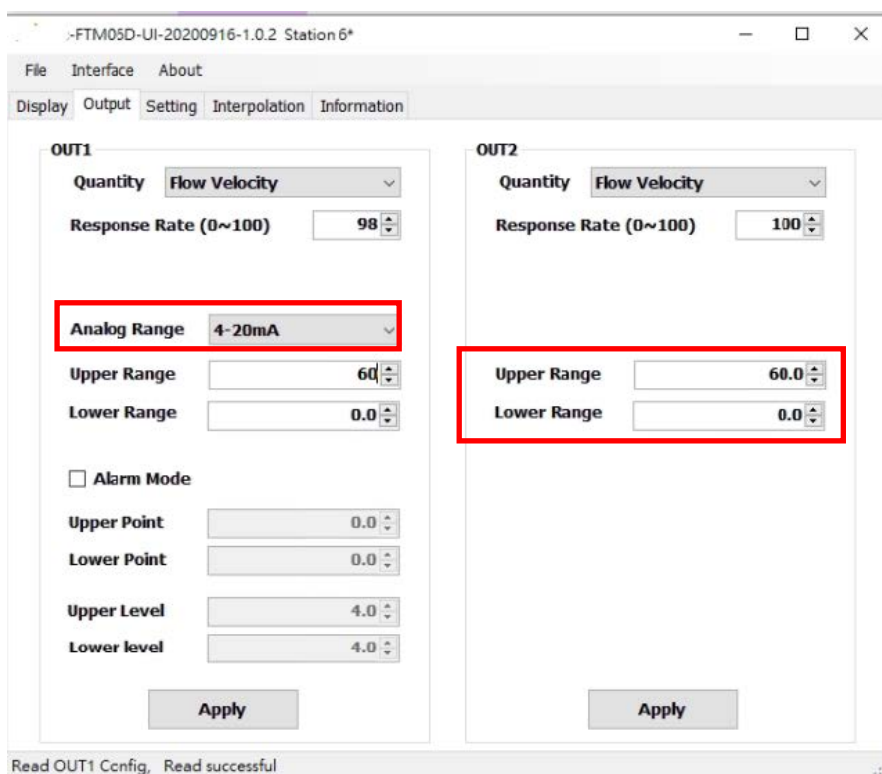 :-FTM05D-UI-20200916-1.0.2 Station 6*
File Interface About
Display Output Setting Interpolation Information
OUT1
Quantity Flow Velocity
Response Rate (0~100) 98
Analog Range 4-20mA
Upper Range 60
Lower Range 0.0
Alarm Mode
Upper Point 0.0
Lower Point 0.0
Upper Level 4.0
Lower level 4.0
Apply
OUT2
Quantity Flow Velocity
Response Rate (0~100) 100
Upper Range 60.0
Lower Range 0.0
Apply
Read OUT1 Config, Read successful